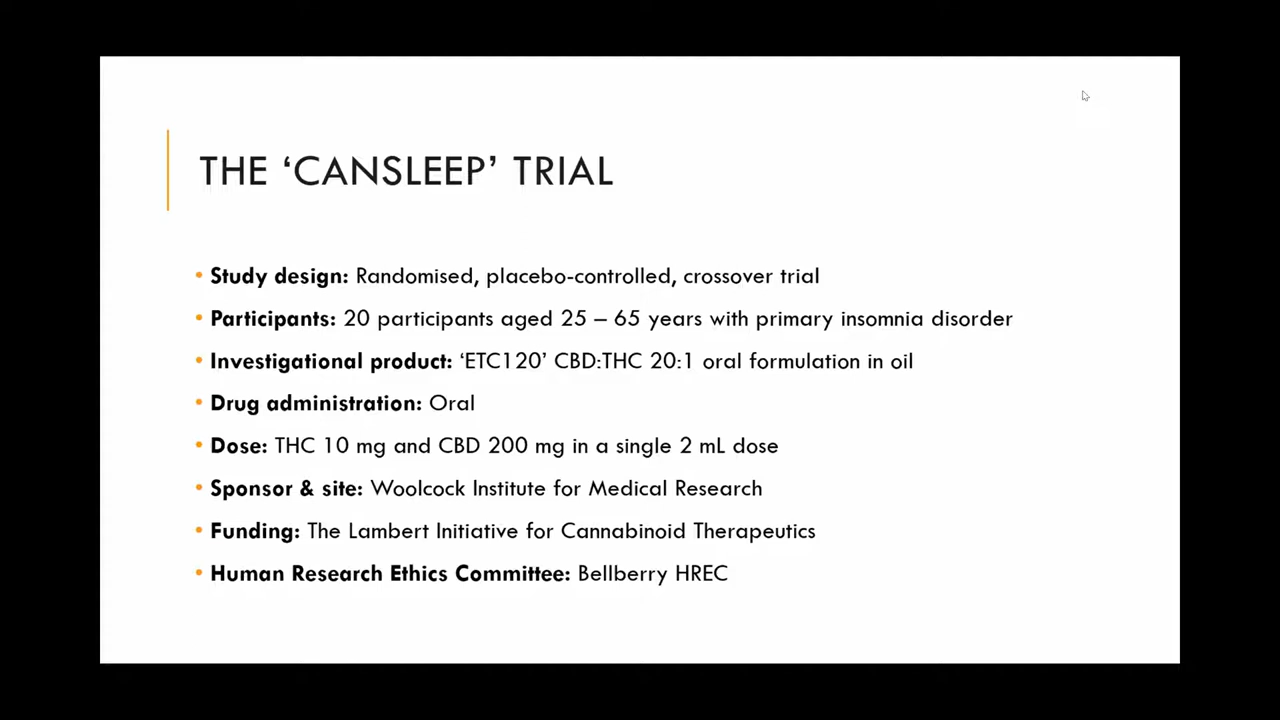 THE ‘CANSLEEP’ TRIAL
• Study design: Randomised, placebo-controlled, crossover trial
• Participants: 20 participants aged 25 – 65 years with primary insomnia disorder
• Investigational product: ‘ETC120’ CBD:THC 20:1 oral formulation in oil
• Drug administration: Oral
• Dose: THC 10 mg and CBD 200 mg in a single 2 mL dose
• Sponsor & site: Woolcock Institute for Medical Research
• Funding: The Lambert Initiative for Cannabinoid Therapeutics
• Human Research Ethics Committee: Bellberry HREC